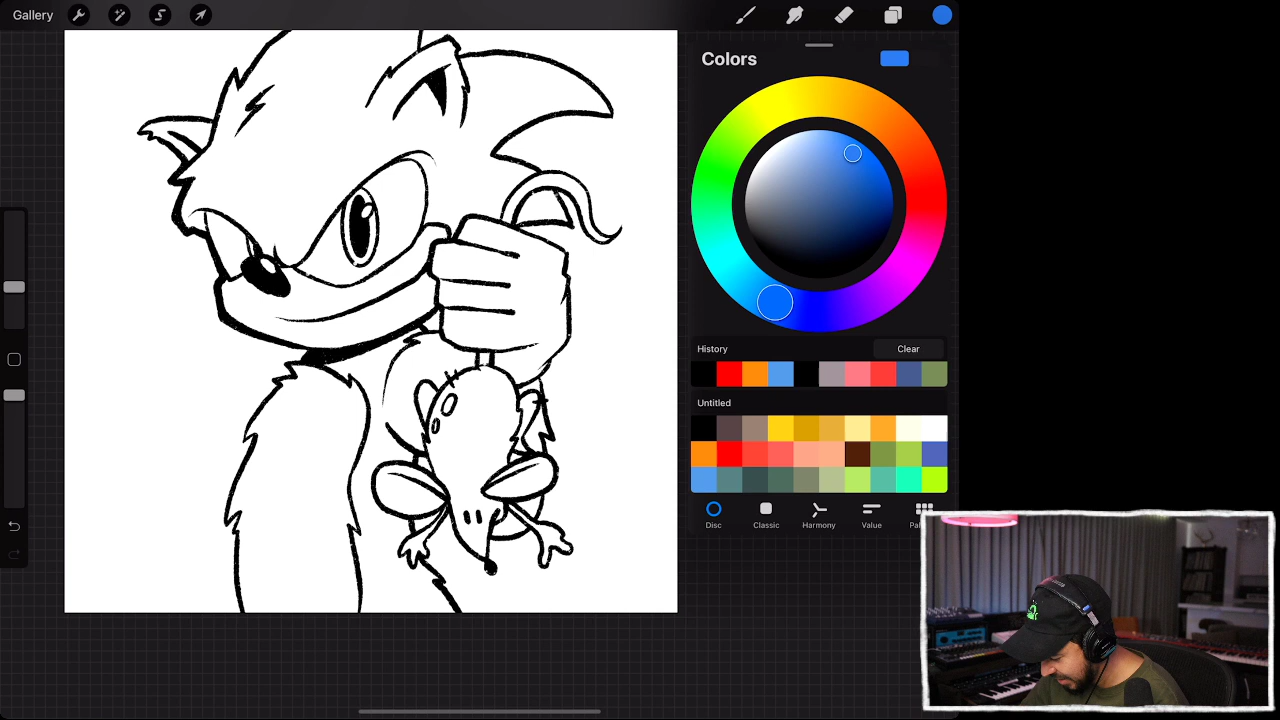 Gallery
Colors
History
Clear
Untitled
Disc
Classic
Harmony
Value